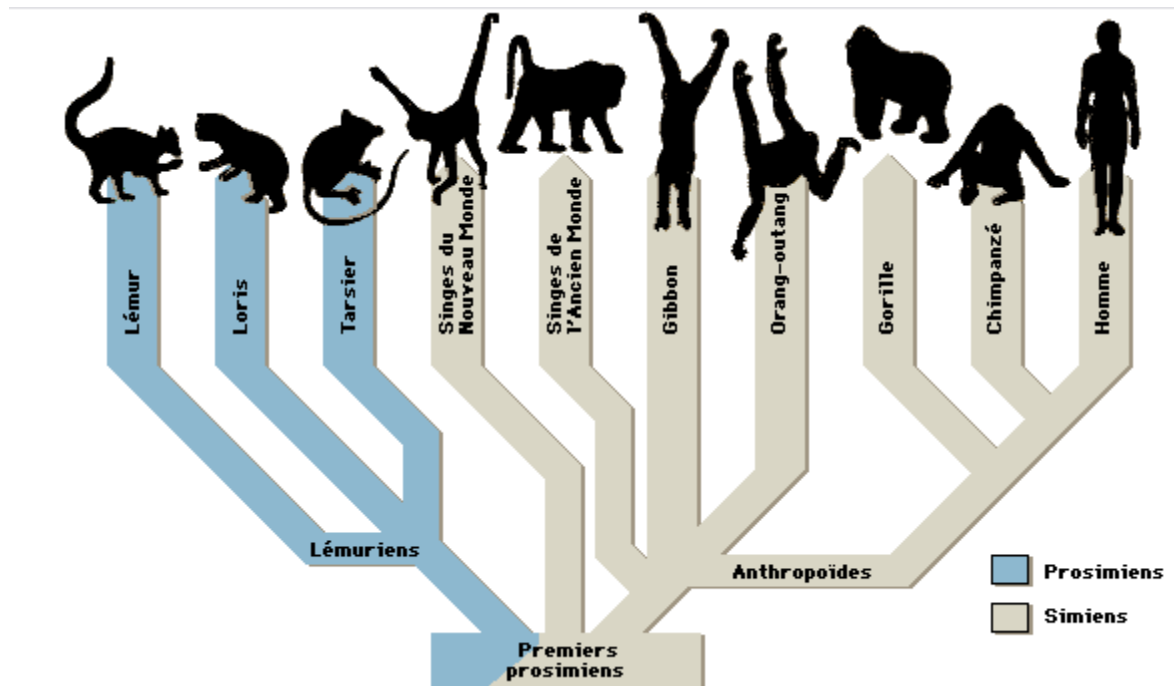 Lémur
Loris
Tarsier
Singes du
Nouveau Monde
Singes de
l'Ancien Monde
Gibbon
Orang-outang
Gorille
Chimpanzé
Homme
Lémuriens
Anthropoïdes
Prosimiens
Simiens
Premiers
prosimiens